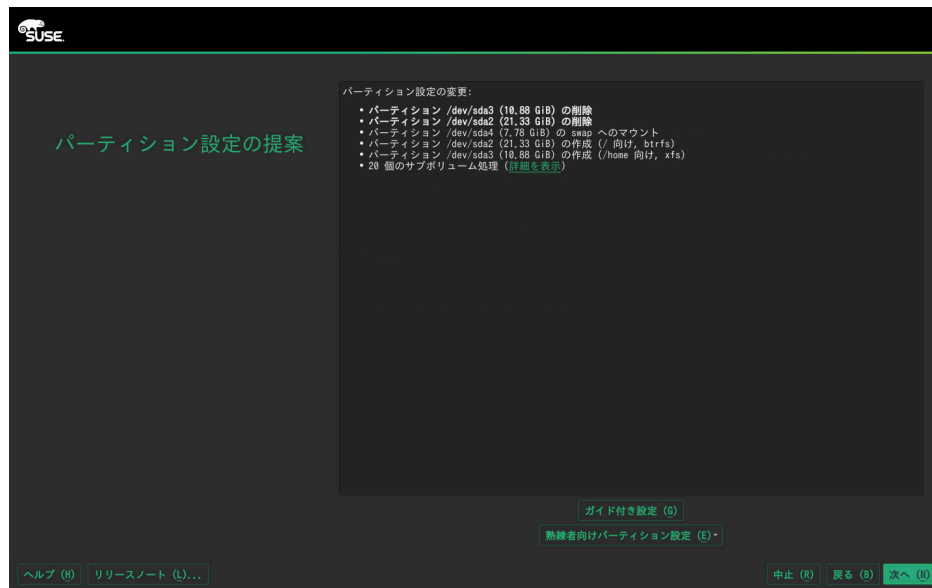 SUSE.
パーティション設定の提案
パーティション設定の変更:
• パーティション /dev/sda3 (10.88 GiB) の削除
• パーティション /dev/sda2 (21.33 GiB) の削除
• パーティション /dev/sda4 (7.78 GiB) の swap へのマウント
• パーティション /dev/sda2 (21.33 GiB) の作成 (/ 向け, btrfs)
• パーティション /dev/sda3 (10.88 GiB) の作成 (/home 向け, xfs)
• 20 個のサブボリューム処理 (詳細を表示)
ガイド付き設定 (G)
熟練者向けパーティション設定 (E)
ヘルプ (H) リリースノート (L)... 中止 (R) 戻る (B) 次へ (N)